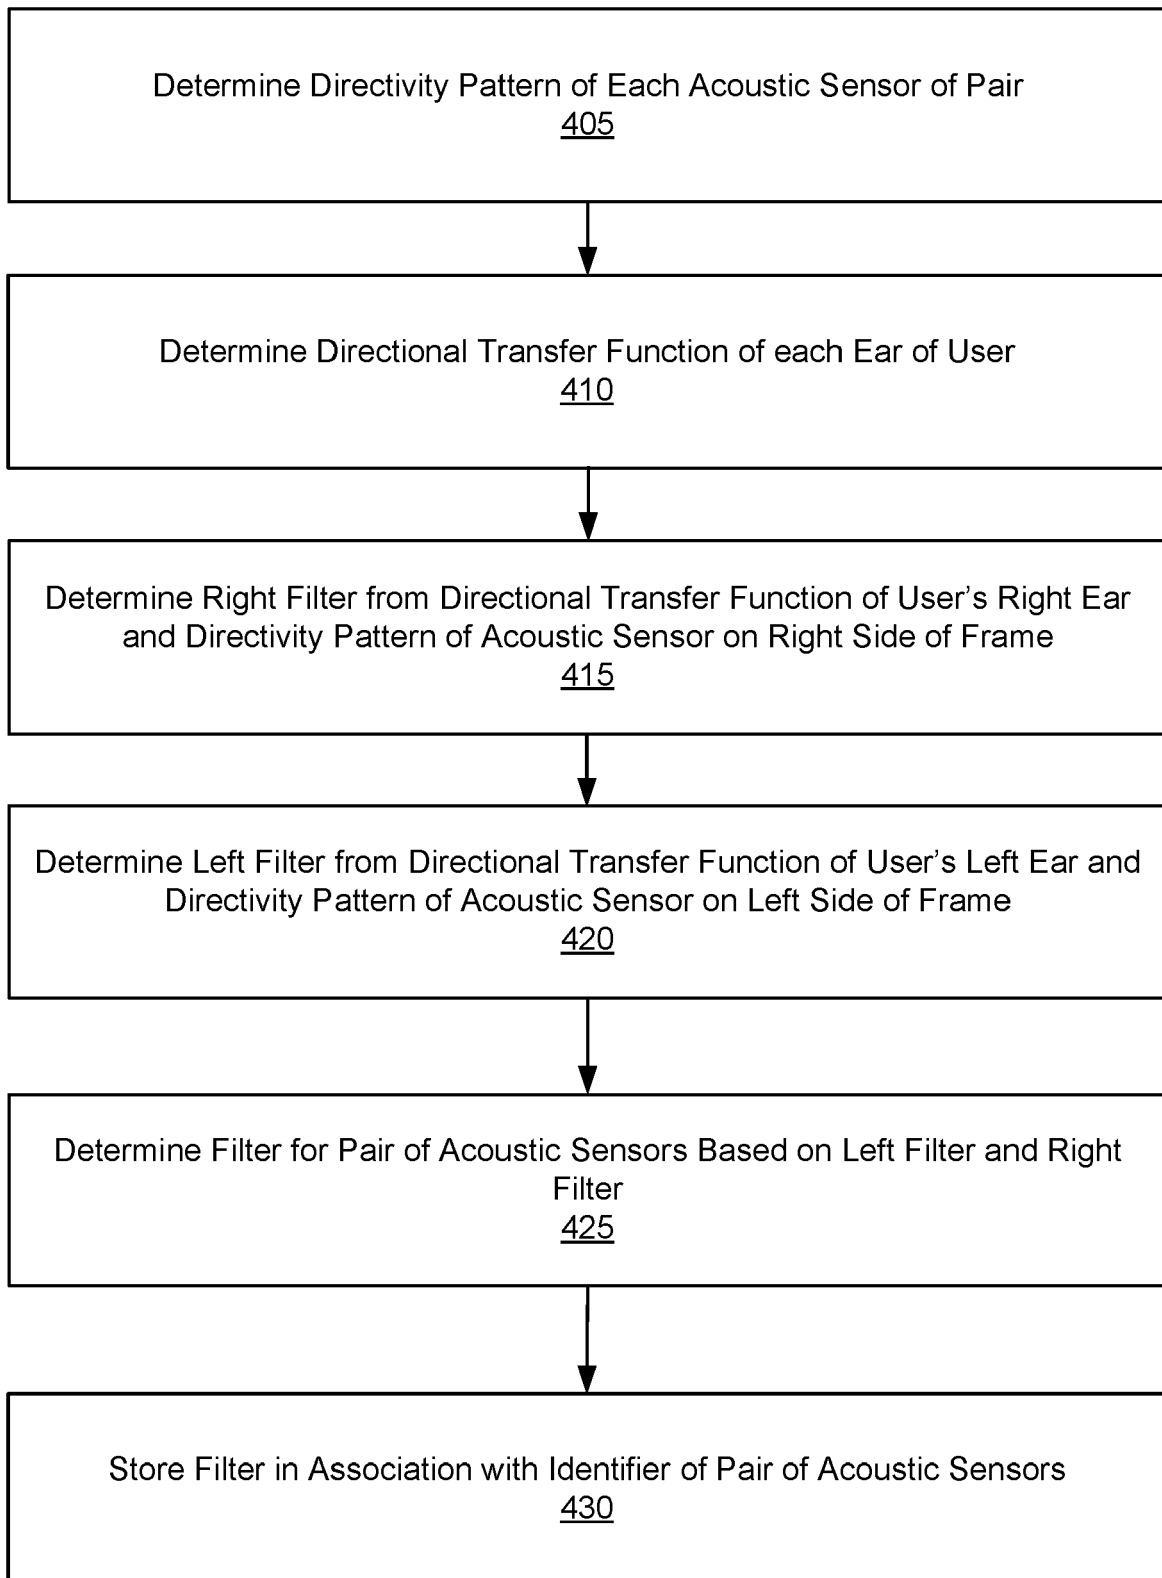 Determine Directivity Pattern of Each Acoustic Sensor of Pair
405
Determine Directional Transfer Function of each Ear of User
410
Determine Right Filter from Directional Transfer Function of User’s Right Ear
and Directivity Pattern of Acoustic Sensor on Right Side of Frame
415
Determine Left Filter from Directional Transfer Function of User’s Left Ear and
Directivity Pattern of Acoustic Sensor on Left Side of Frame
420
Determine Filter for Pair of Acoustic Sensors Based on Left Filter and Right
Filter
425
Store Filter in Association with Identifier of Pair of Acoustic Sensors
430